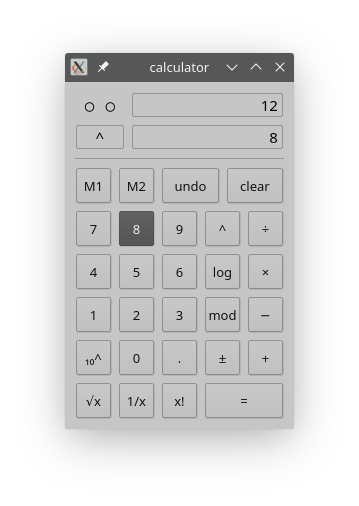 calculator
12
^ 8
M1 M2 undo clear
7 8 9 ^ ÷
4 5 6 log ×
1 2 3 mod −
₁₀^ 0 . ± +
√x 1/x x! =